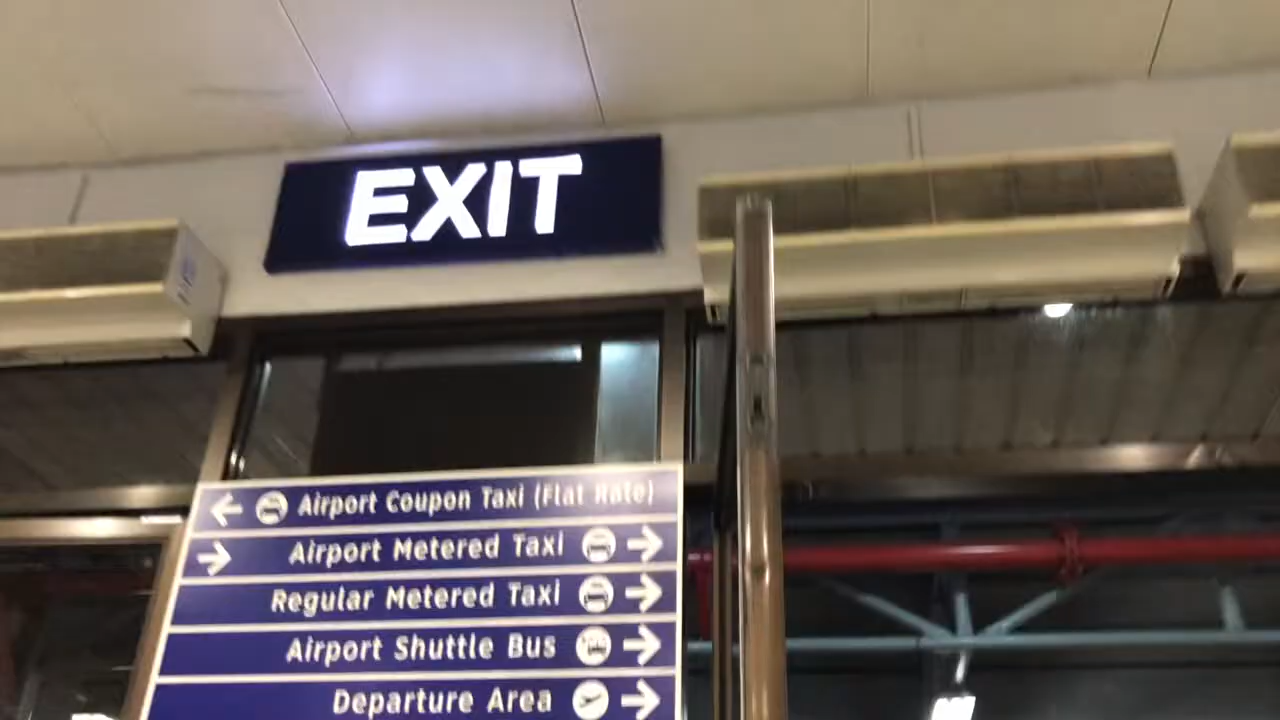 EXIT
Airport Coupon Taxi (Flat Rate)
Airport Metered Taxi
Regular Metered Taxi
Airport Shuttle Bus
Departure Area